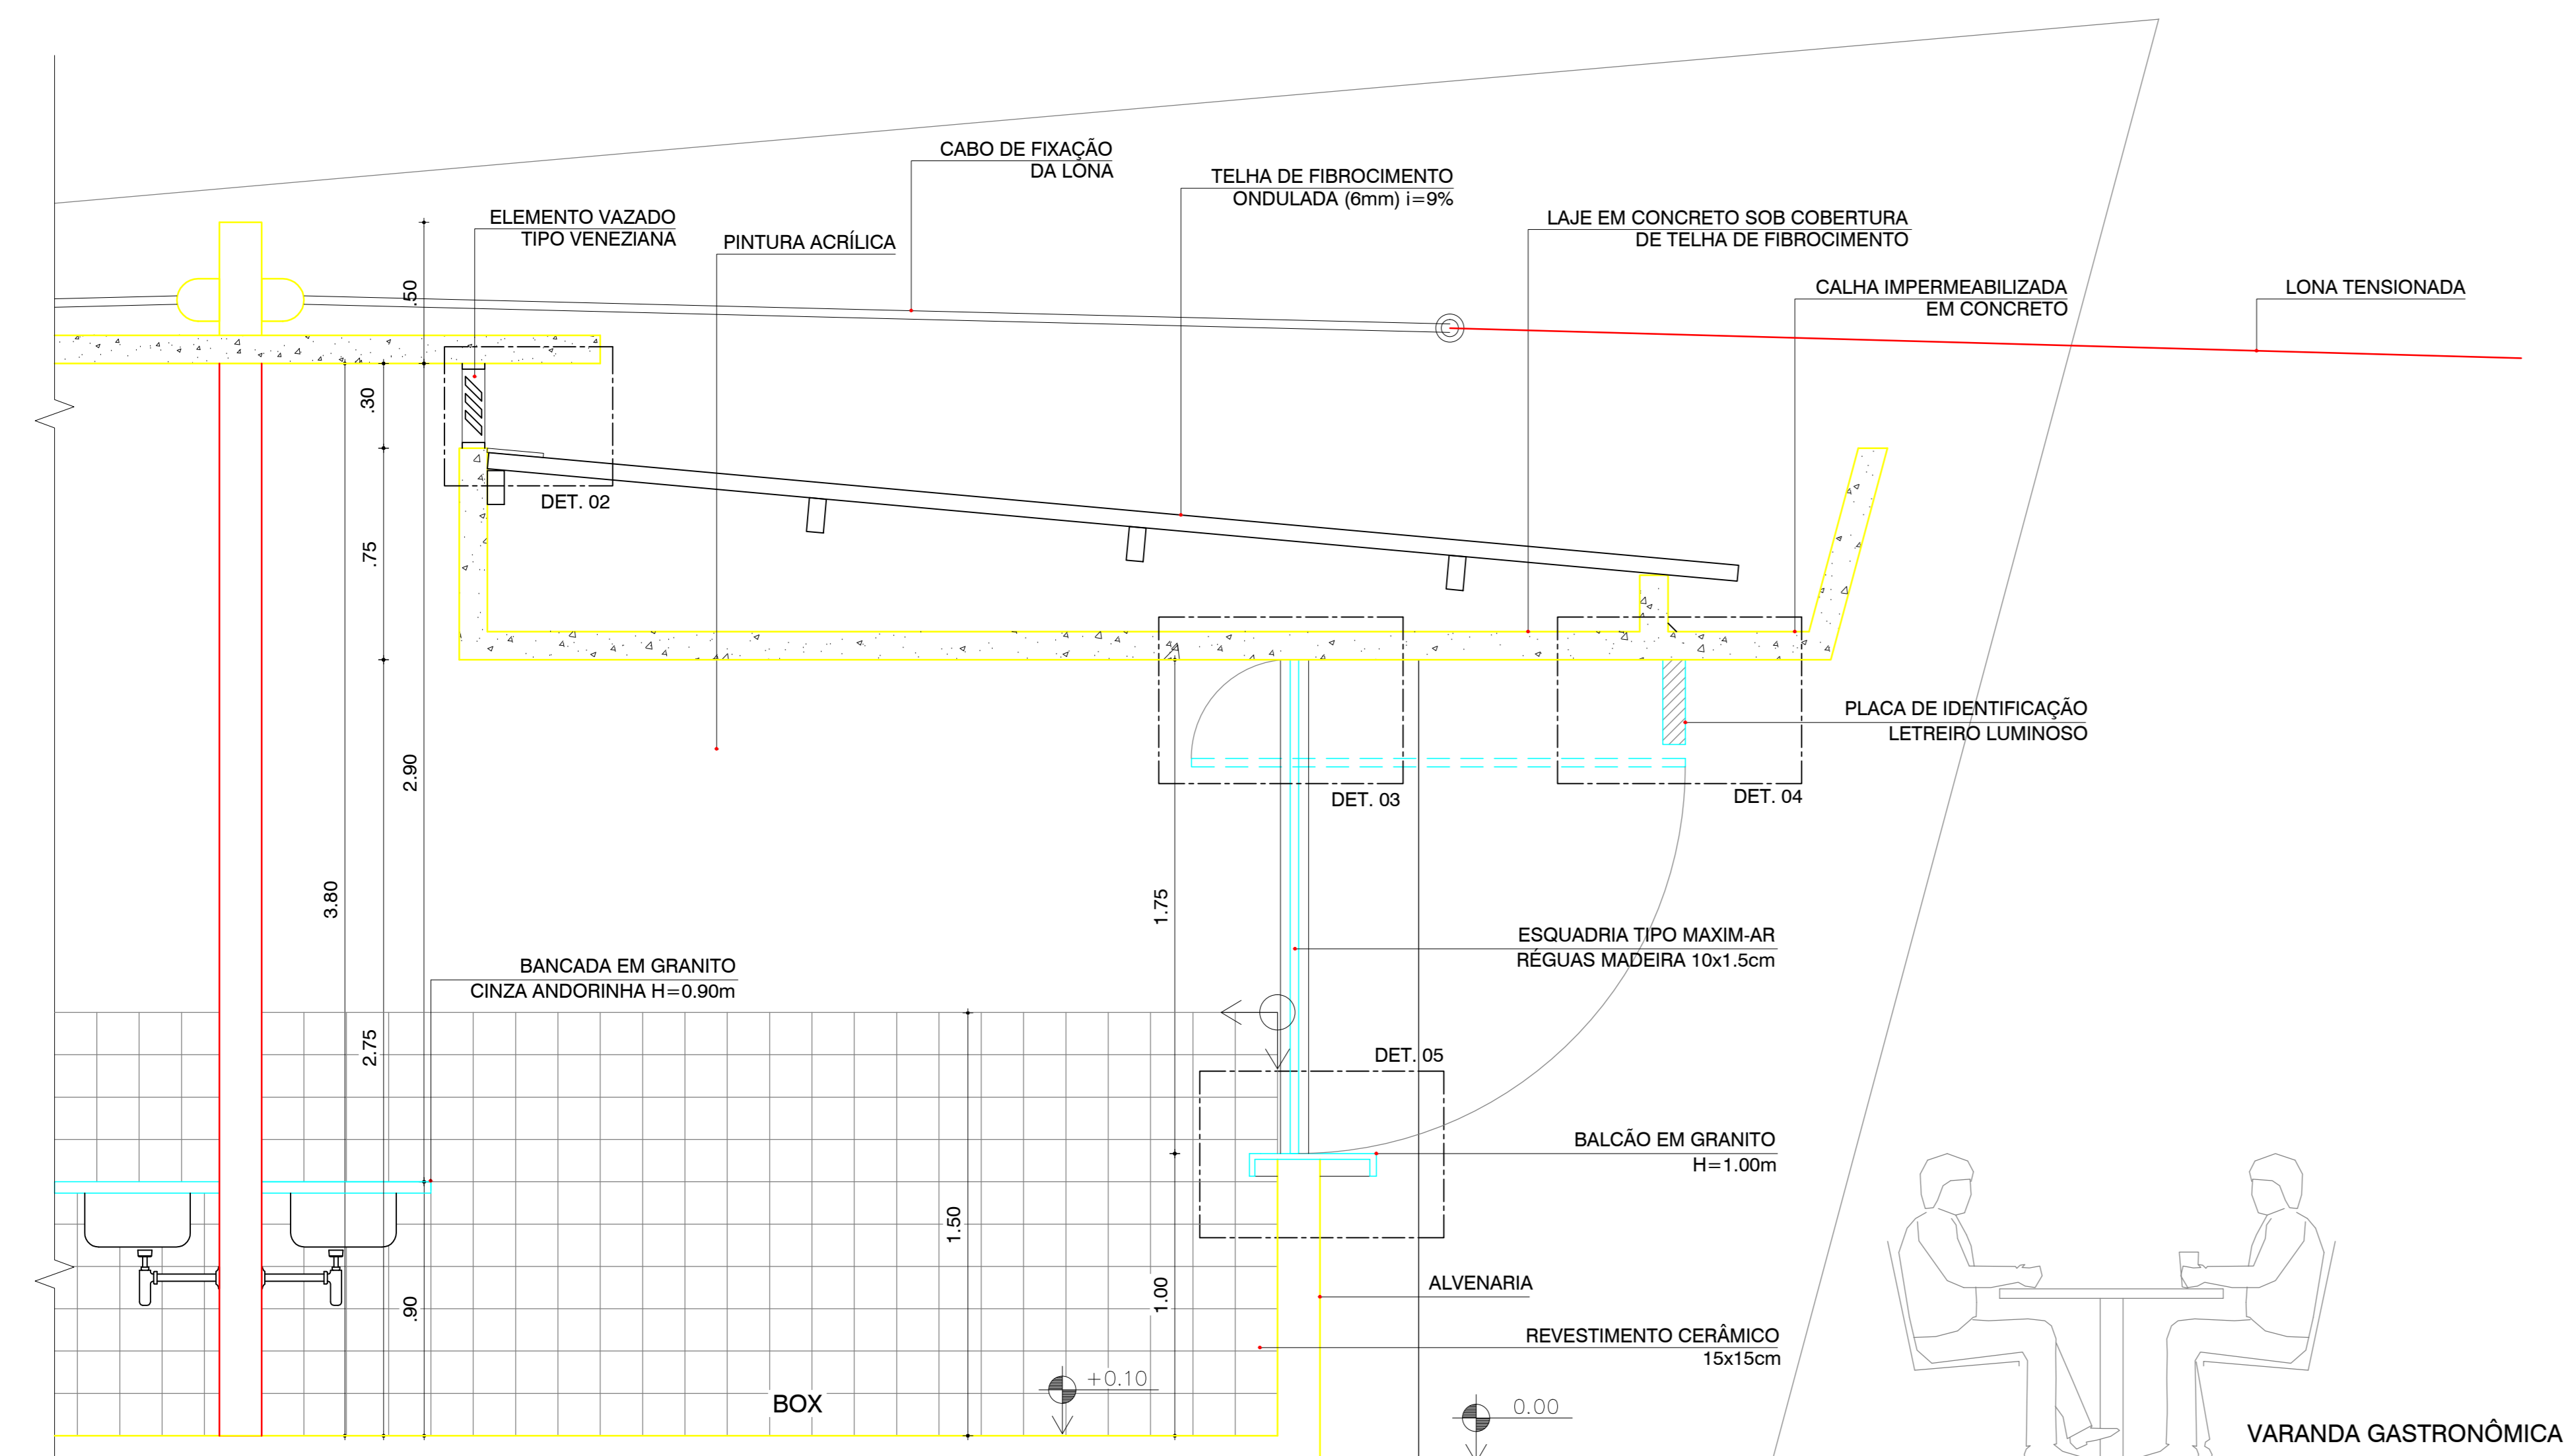 CABO DE FIXAÇÃO
DA LONA
TELHA DE FIBROCIMENTO
ONDULADA (6mm) i=9%
ELEMENTO VAZADO
TIPO VENEZIANA
PINTURA ACRÍLICA
LAJE EM CONCRETO SOB COBERTURA
DE TELHA DE FIBROCIMENTO
CALHA IMPERMEABILIZADA
EM CONCRETO
LONA TENSIONADA
.50
.30
DET. 02
.75
2.90
PLACA DE IDENTIFICAÇÃO
LETREIRO LUMINOSO
DET. 03
DET. 04
3.80
1.75
ESQUADRIA TIPO MAXIM-AR
RÉGUAS MADEIRA 10x1.5cm
BANCADA EM GRANITO
CINZA ANDORINHA H=0.90m
2.75
DET. 05
BALCÃO EM GRANITO
H=1.00m
1.50
1.00
.90
ALVENARIA
REVESTIMENTO CERÂMICO
15x15cm
+0.10
BOX
0.00
VARANDA GASTRONÔMICA